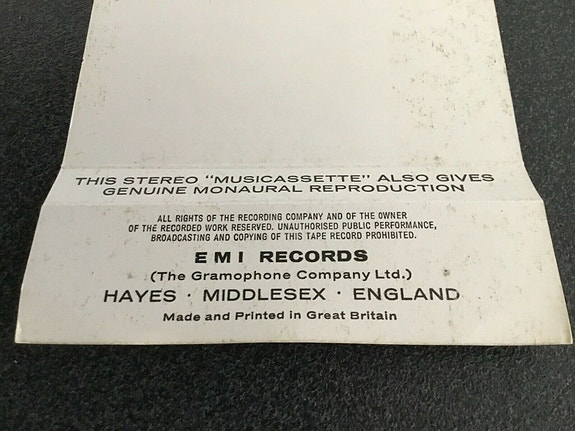 THIS STEREO "MUSICASSETTE" ALSO GIVES
GENUINE MONAURAL REPRODUCTION
ALL RIGHTS OF THE RECORDING COMPANY AND OF THE OWNER
OF THE RECORDED WORK RESERVED. UNAUTHORISED PUBLIC PERFORMANCE,
BROADCASTING AND COPYING OF THIS TAPE RECORD PROHIBITED.
EMI RECORDS
(The Gramophone Company Ltd.)
HAYES · MIDDLESEX · ENGLAND
Made and Printed in Great Britain